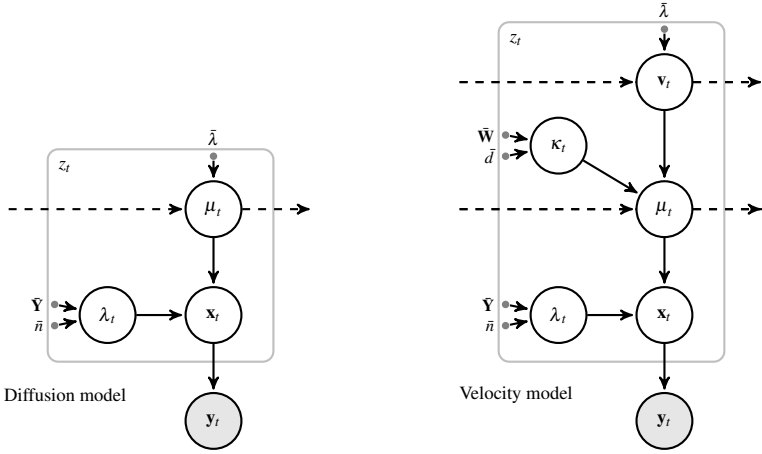 λ̄
z_t
μ_t
Ȳ
n̄
λ_t
x_t
Diffusion model
y_t
λ̄
z_t
v_t
W̄
d̄
κ_t
μ_t
Ȳ
n̄
λ_t
x_t
Velocity model
y_t